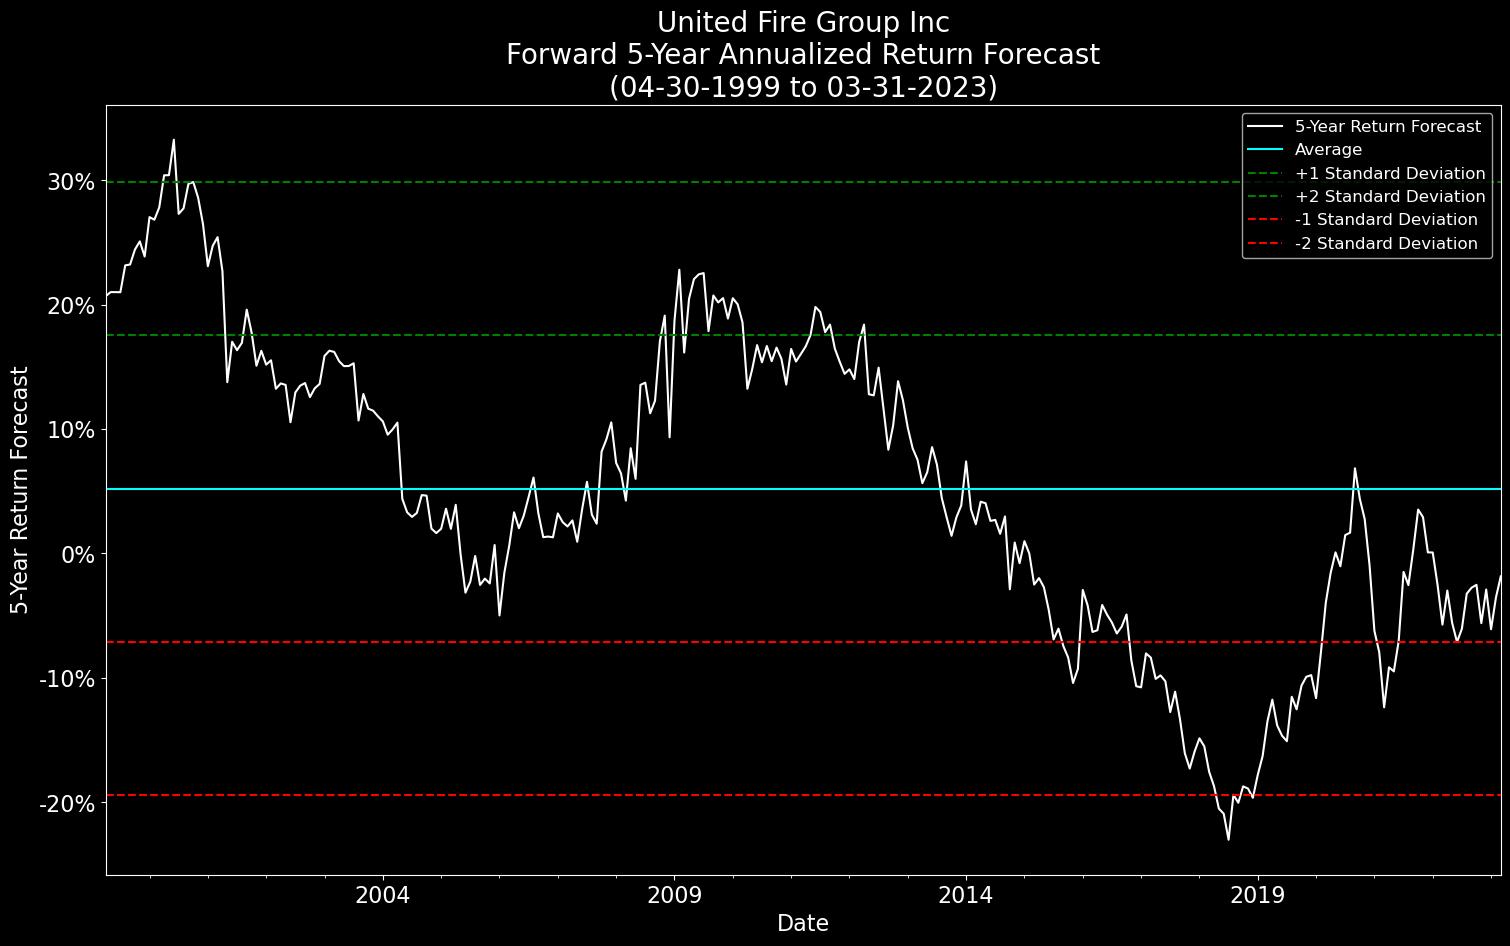 United Fire Group Inc
Forward 5-Year Annualized Return Forecast
(04-30-1999 to 03-31-2023)
5-Year Return Forecast
Average
+1 Standard Deviation
+2 Standard Deviation
-1 Standard Deviation
-2 Standard Deviation
30%
20%
10%
0%
-10%
-20%
5-Year Return Forecast
2004
2009
2014
2019
Date